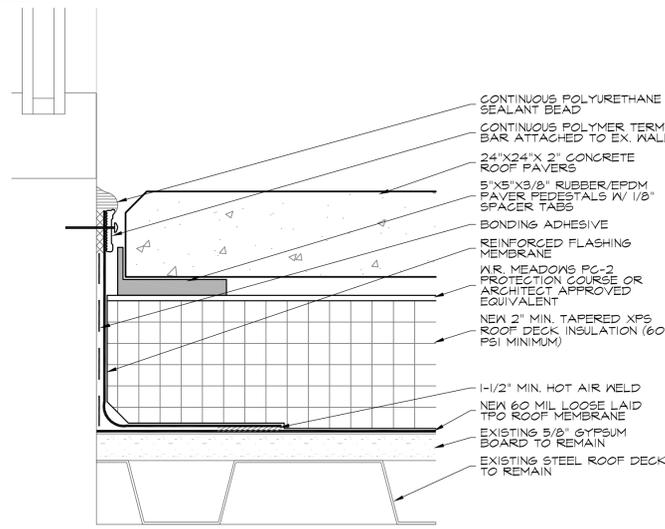 CONTINUOUS POLYURETHANE
SEALANT BEAD
CONTINUOUS POLYMER TERM
BAR ATTACHED TO EX. WALL
24"X24"X 2" CONCRETE
ROOF PAVERS
5"X5"X3/8" RUBBER/EPDM
PAVER PEDESTALS W/ 1/8"
SPACER TABS
BONDING ADHESIVE
REINFORCED FLASHING
MEMBRANE
W.R. MEADOWS PC-2
PROTECTION COURSE OR
ARCHITECT APPROVED
EQUIVALENT
NEW 2" MIN. TAPERED XPS
ROOF DECK INSULATION (60
PSI MINIMUM)
1-1/2" MIN. HOT AIR WELD
NEW 60 MIL LOOSE LAID
TPO ROOF MEMBRANE
EXISTING 5/8" GYPSUM
BOARD TO REMAIN
EXISTING STEEL ROOF DECK
TO REMAIN